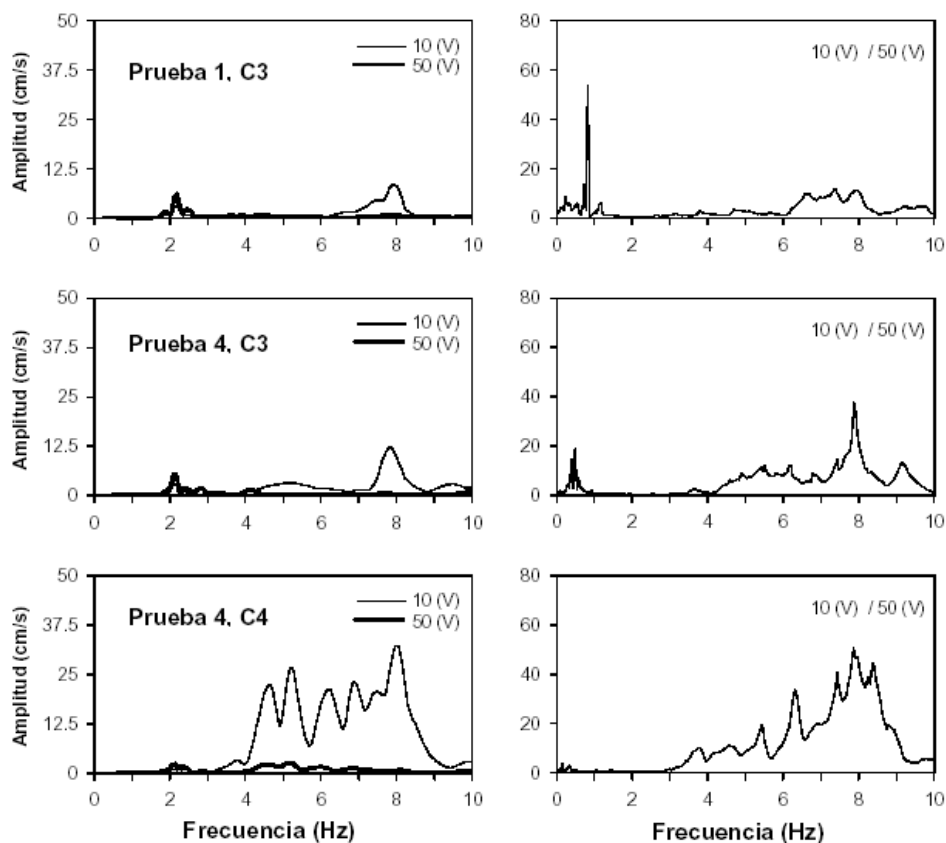 Amplitud (cm/s)
50
37.5
25
12.5
0
Prueba 1, C3
10 (V)
50 (V)
0 2 4 6 8 10
80
60
40
20
0
10 (V) / 50 (V)
0 2 4 6 8 10
Amplitud (cm/s)
50
37.5
25
12.5
0
Prueba 4, C3
10 (V)
50 (V)
0 2 4 6 8 10
80
60
40
20
0
10 (V) / 50 (V)
0 2 4 6 8 10
Amplitud (cm/s)
50
37.5
25
12.5
0
Prueba 4, C4
10 (V)
50 (V)
0 2 4 6 8 10
Frecuencia (Hz)
80
60
40
20
0
10 (V) / 50 (V)
0 2 4 6 8 10
Frecuencia (Hz)